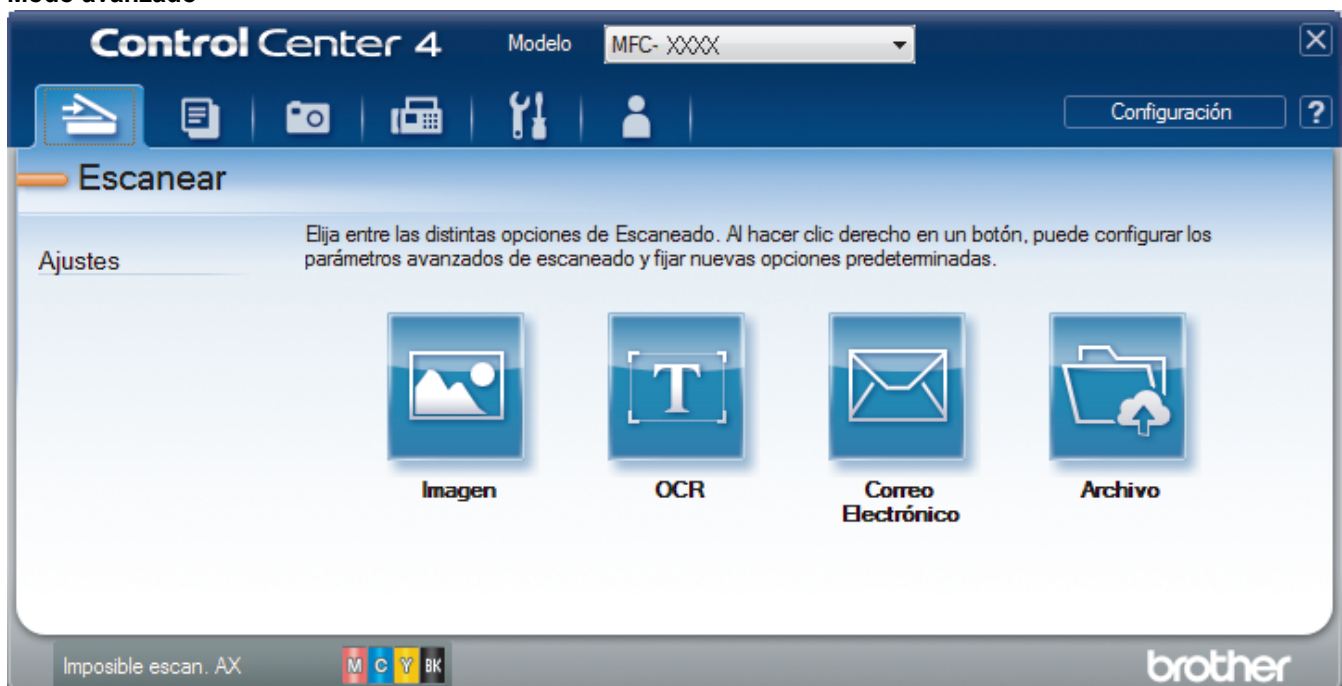 Modo avanzado
Control Center 4
Modelo
MFC- XXXX
Configuración
?
Escanear
Ajustes
Elija entre las distintas opciones de Escaneado. Al hacer clic derecho en un botón, puede configurar los
parámetros avanzados de escaneado y fijar nuevas opciones predeterminadas.
T
Imagen
OCR
Correo
Electrónico
Archivo
Imposible escan. AX
M C Y BK
brother